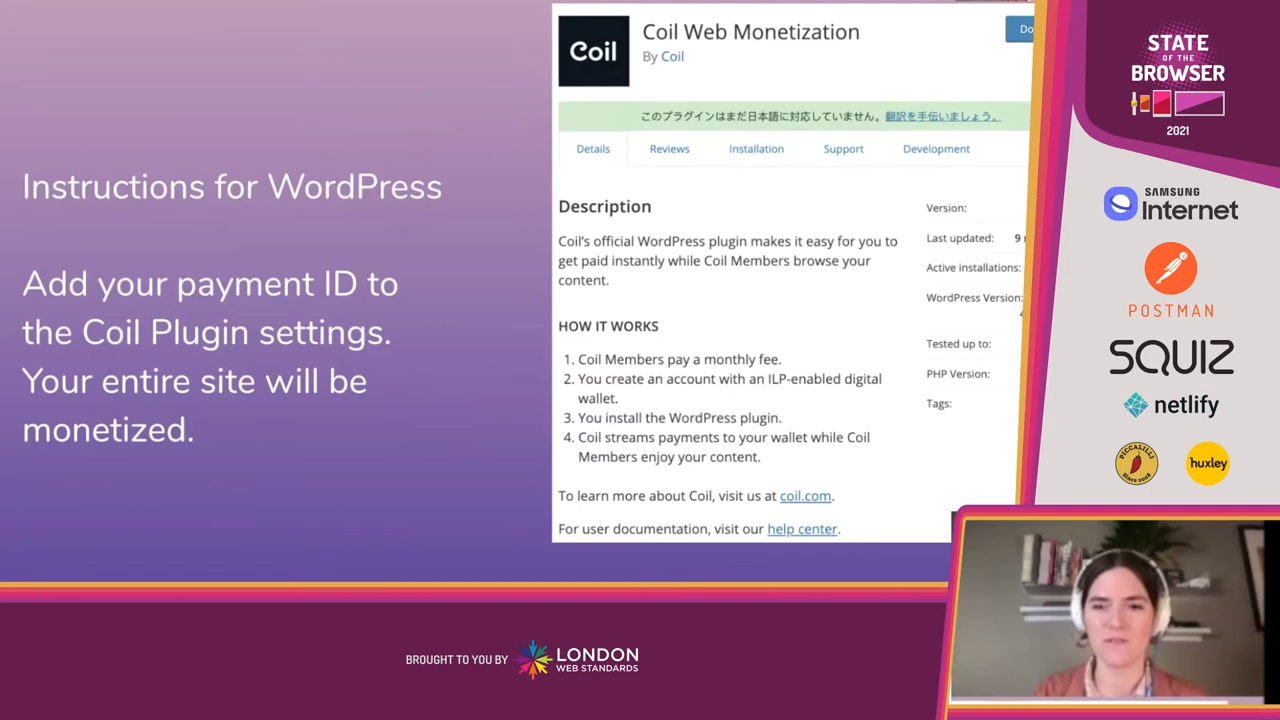 Instructions for WordPress
Add your payment ID to
the Coil Plugin settings.
Your entire site will be
monetized.
Coil
Coil Web Monetization
By Coil
Do
このプラグインはまだ日本語に対応していません。翻訳を手伝いましょう。
Details
Reviews
Installation
Support
Development
Description
Coil’s official WordPress plugin makes it easy for you to
get paid instantly while Coil Members browse your
content.
HOW IT WORKS
1. Coil Members pay a monthly fee.
2. You create an account with an ILP-enabled digital
wallet.
3. You install the WordPress plugin.
4. Coil streams payments to your wallet while Coil
Members enjoy your content.
To learn more about Coil, visit us at coil.com.
For user documentation, visit our help center.
Version:
Last updated: 9
Active installations:
WordPress Version:
Tested up to:
PHP Version:
Tags:
STATE
OF THE
BROWSER
2021
SAMSUNG
Internet
POSTMAN
SQUIZ
netlify
PICCALILLI
Since 2008
huxley
BROUGHT TO YOU BY
LONDON
WEB STANDARDS